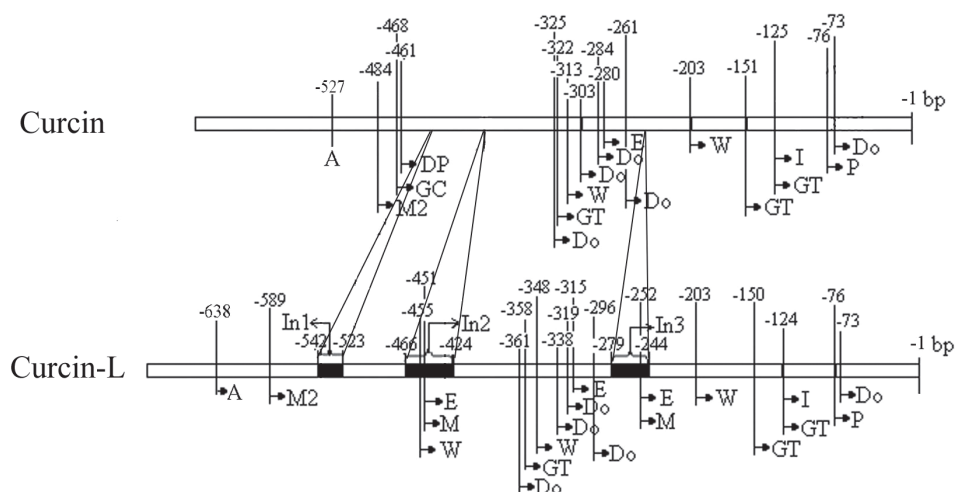 -468
-461
-484
-527
-325
-322
-313
-303
-284
-280
-261
-203
-151
-125
-76
-73
-1 bp
Curcin
A
DP
GC
M2
E
Do
Do
W
GT
Do
Do
W
I
GT
GT
Do
P
-638
-589
In1
-542
-523
-451
-455
-466
-424
In2
-361
-358
-348
-338
-319
-315
-296
-279
-252
-244
In3
-203
-150
-124
-76
-73
-1 bp
Curcin-L
A
M2
E
M
W
E
Do
Do
W
GT
Do
Do
E
M
W
I
GT
GT
Do
P